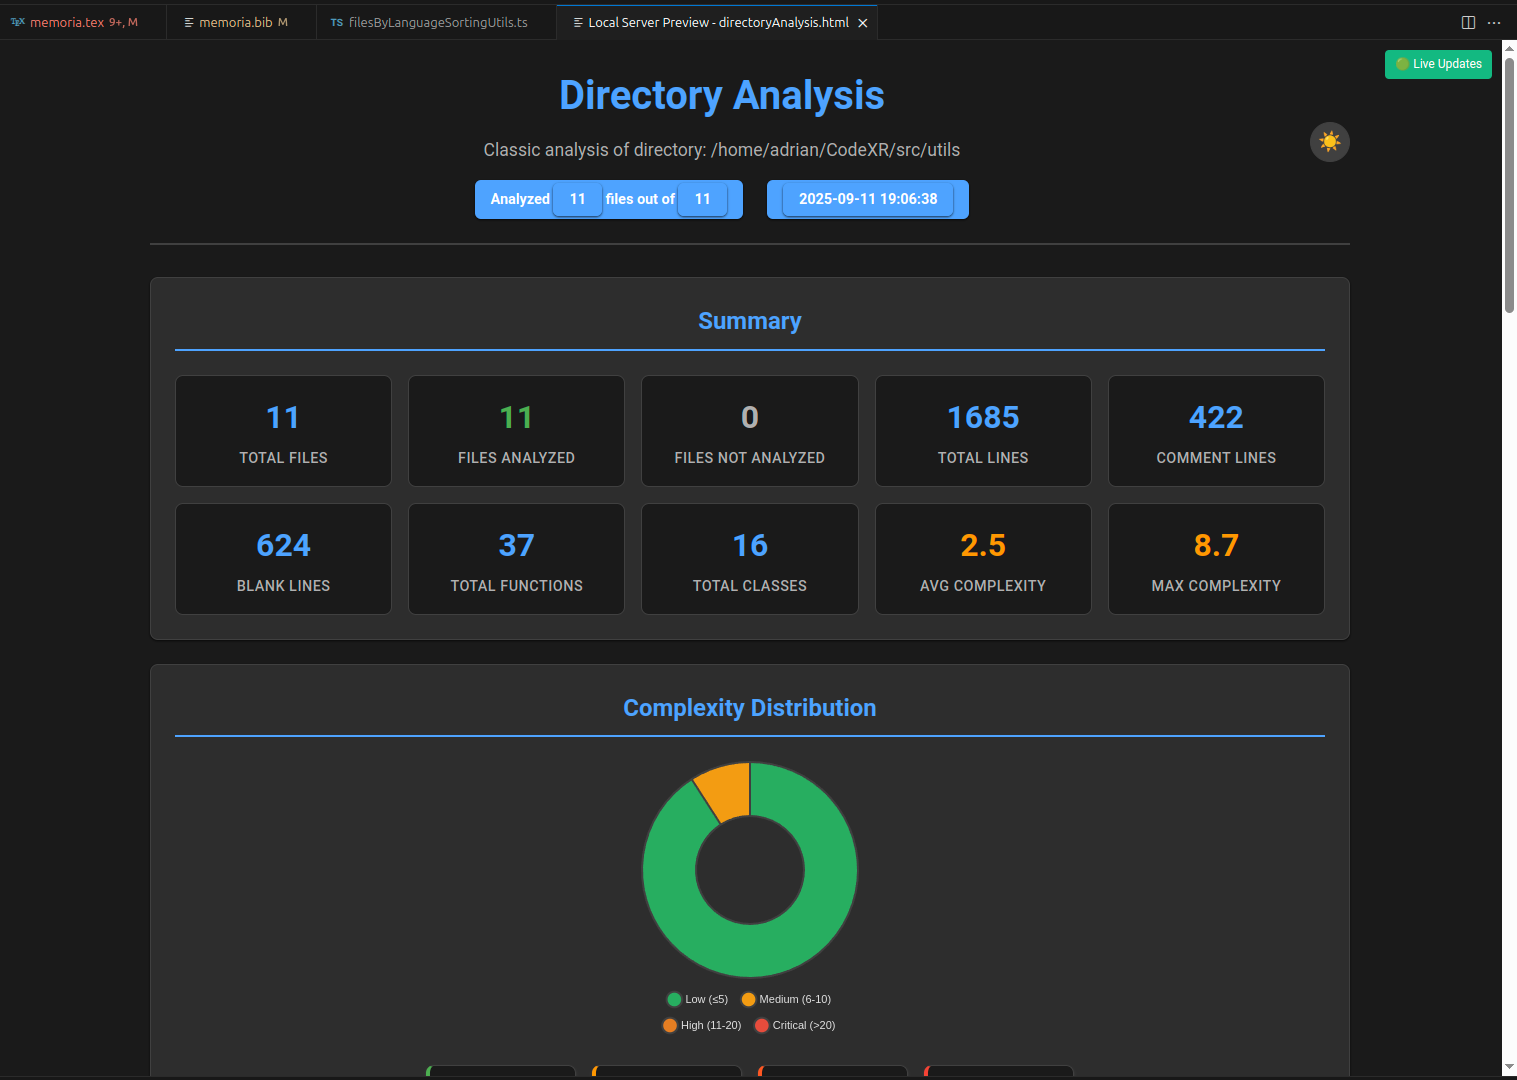 TEX memoria.tex 9+, M
memoria.bib M
TS filesByLanguageSortingUtils.ts
Local Server Preview - directoryAnalysis.html
Live Updates
Directory Analysis
Classic analysis of directory: /home/adrian/CodeXR/src/utils
Analyzed 11 files out of 11
2025-09-11 19:06:38
Summary
11
TOTAL FILES
11
FILES ANALYZED
0
FILES NOT ANALYZED
1685
TOTAL LINES
422
COMMENT LINES
624
BLANK LINES
37
TOTAL FUNCTIONS
16
TOTAL CLASSES
2.5
AVG COMPLEXITY
8.7
MAX COMPLEXITY
Complexity Distribution
Low (≤5)
Medium (6-10)
High (11-20)
Critical (>20)